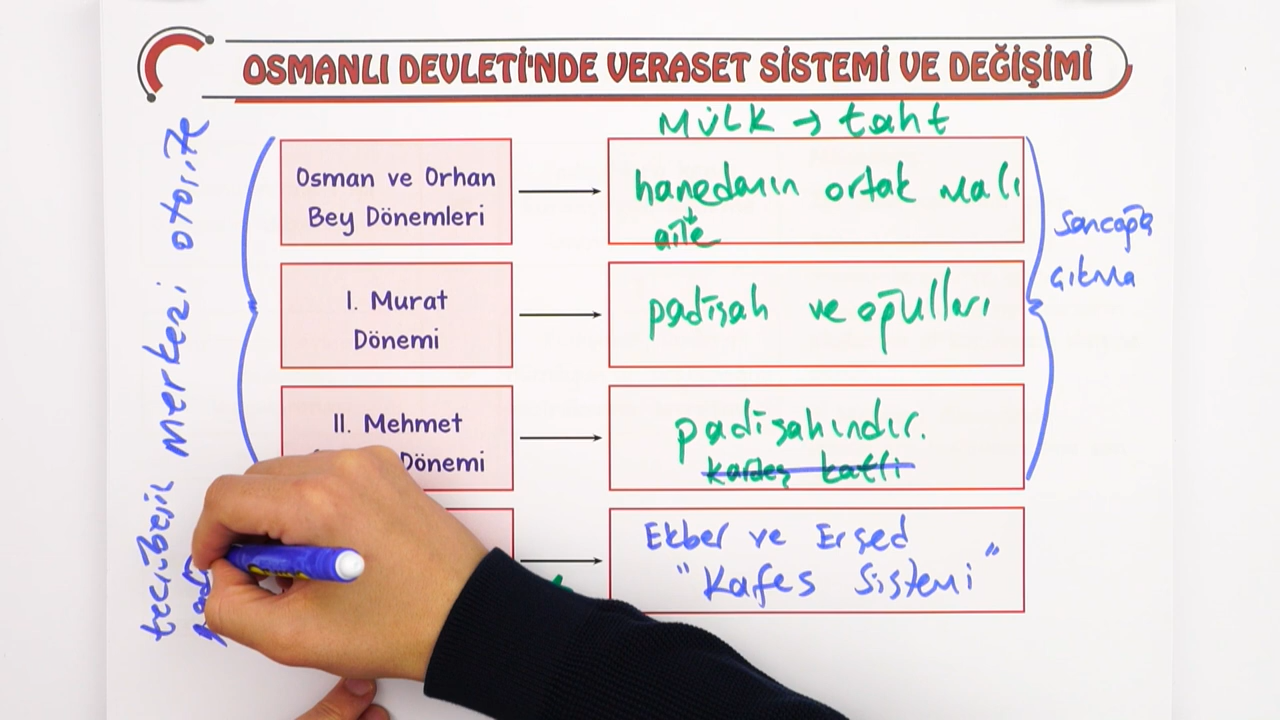 OSMANLI DEVLETİ'NDE VERASET SİSTEMİ VE DEĞİŞİMİ
MÜLK → taht
Osman ve Orhan
Bey Dönemleri
hanedanın ortak malı
aile
I. Murat
Dönemi
padişah ve oğulları
II. Mehmet
Dönemi
padişahındır.
kardeş katli
Ekber ve Erşed
"Kafes Sistemi"
sancağa
çıkma
merkezi otorite
tecrübeli